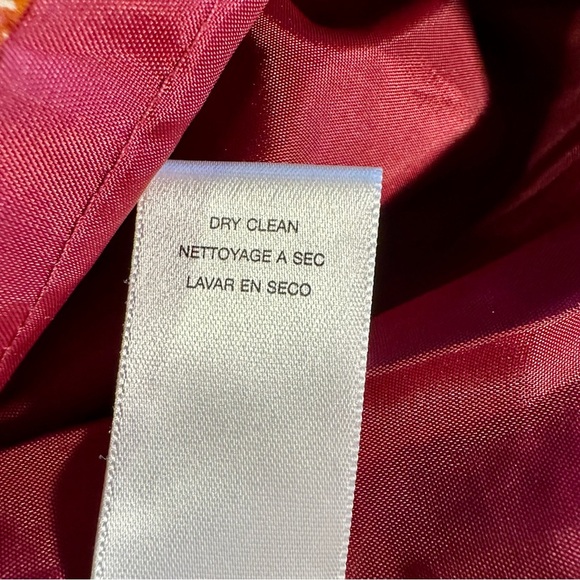 DRY CLEAN
NETTOYAGE A SEC
LAVAR EN SECO